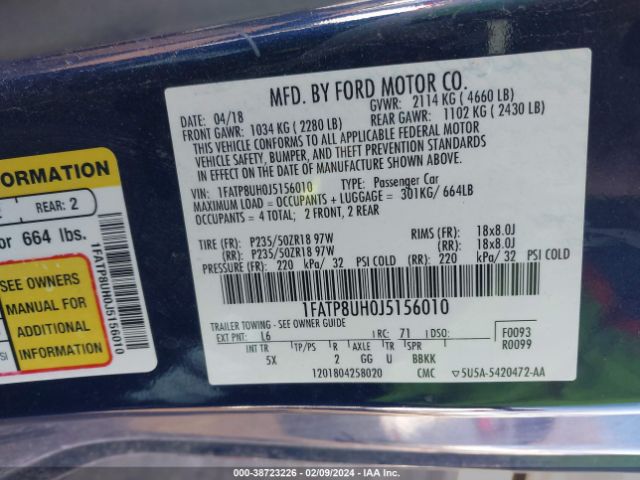 MFD. BY FORD MOTOR CO.
04/18
GVWR: 2114 KG ( 4660 LB)
FRONT GAWR: 1034 KG ( 2280 LB)
REAR GAWR: 1102 KG ( 2430 LB)
THIS VEHICLE CONFORMS TO ALL APPLICABLE FEDERAL MOTOR
VEHICLE SAFETY, BUMPER, AND THEFT PREVENTION STANDARDS
IN EFFECT ON THE DATE OF MANUFACTURE SHOWN ABOVE
VIN: 1FATP8UH0J5156010 TYPE: Passenger Car
MAXIMUM LOAD = OCCUPANTS + LUGGAGE = 301KG/ 664LB
OCCUPANTS = 4 TOTAL; 2 FRONT, 2 REAR
TIRE (FR): P235/50ZR18 97W RIMS (FR): 18x8.0J
(RR): P235/50ZR18 97W (RR): 18x8.0J
PRESSURE (FR): 220 kPa/ 32 PSI COLD (RR): 220 kPa/ 32 PSI COLD
1FATP8UH0J5156010
TRAILER TOWING - SEE OWNER GUIDE
EXT PNT: L6 RC: 71 DSO: F0093
R0099
INT TR TP/PS R TR SPR
5X 2 GG U BBKK
1201804258020 CMC 5U5A-5420472-AA
ORMATION
REAR: 2
or 664 lbs.
SEE OWNERS
MANUAL FOR
ADDITIONAL
INFORMATION
1FATP8UH0J5156010
000-38723226 - 02/09/2024 - IAAI.COM